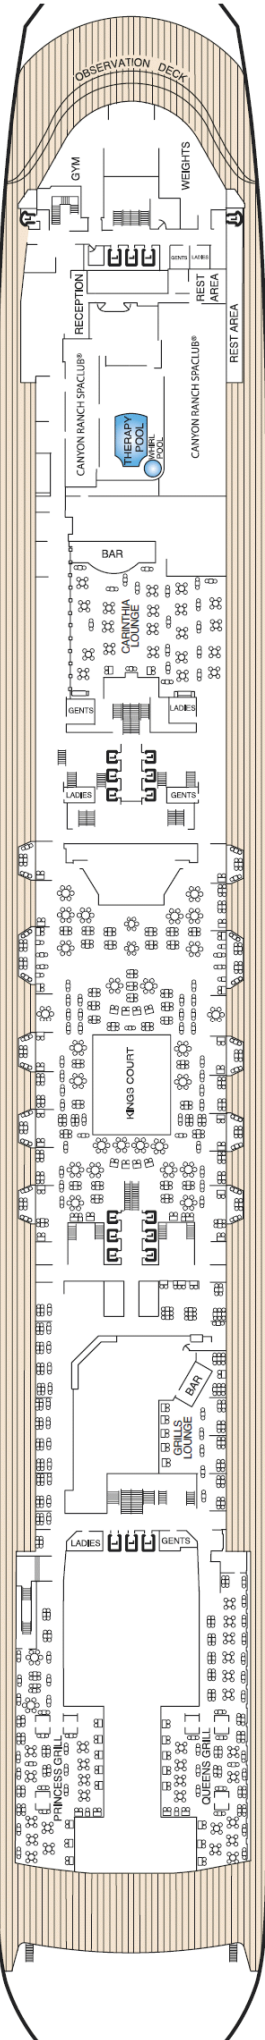 OBSERVATION DECK
GYM
WEIGHTS
GENTS
LADIES
RECEPTION
REST
AREA
REST AREA
CANYON RANCH SPACLUB®
CANYON RANCH SPACLUB®
THERAPY
POOL
WHIRL
POOL
BAR
CARINTHIA
LOUNGE
GENTS
LADIES
LADIES
GENTS
KINGS COURT
BAR
GRILLS
LOUNGE
LADIES
GENTS
PRINCESS GRILL
QUEENS GRILL